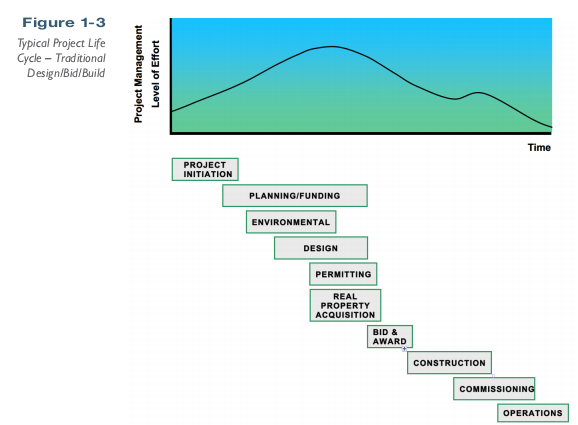 Figure 1-3
Typical Project Life
Cycle – Traditional
Design/Bid/Build
Project Management
Level of Effort
Time
PROJECT
INITIATION
PLANNING/FUNDING
ENVIRONMENTAL
DESIGN
PERMITTING
REAL
PROPERTY
ACQUISITION
BID &
AWARD
CONSTRUCTION
COMMISSIONING
OPERATIONS